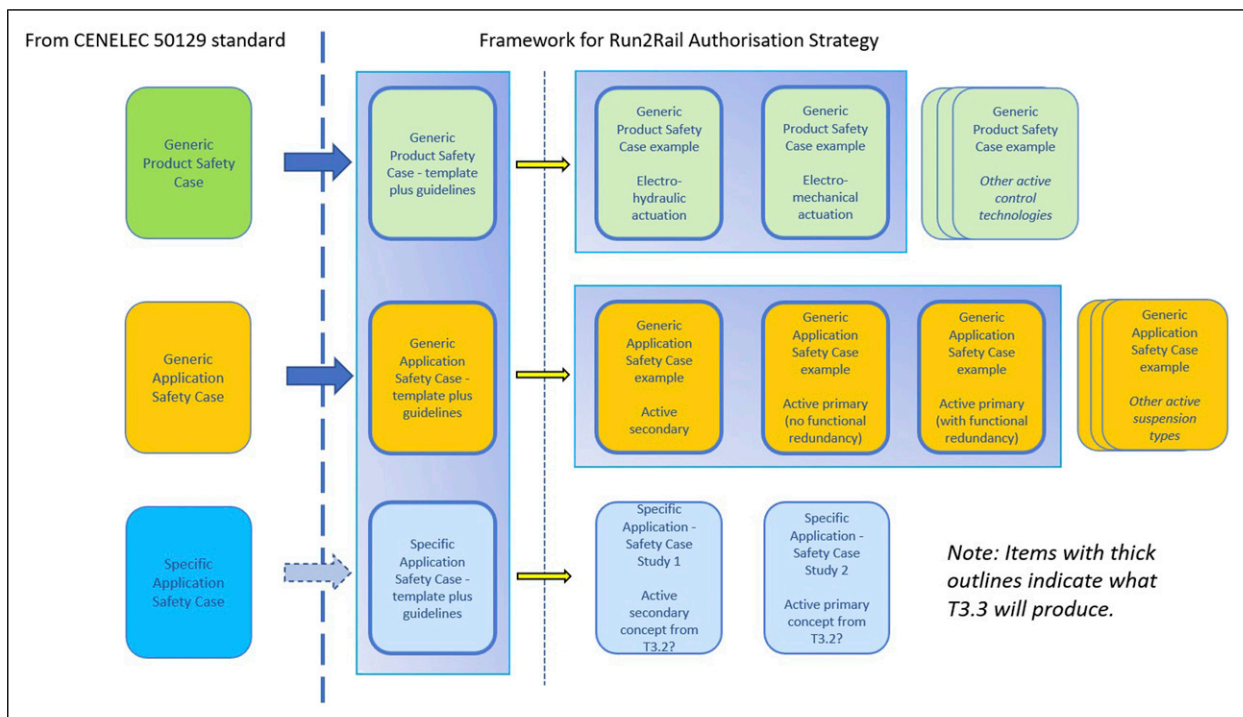 From CENELEC 50129 standard
Framework for Run2Rail Authorisation Strategy
Generic
Product Safety
Case
Generic
Product Safety
Case - template
plus guidelines
Generic
Product Safety
Case example
Electro-
hydraulic
actuation
Generic
Product Safety
Case example
Electro-
mechanical
actuation
Generic
Product Safety
Case example
Other active
control
technologies
Generic
Application
Safety Case
Generic
Application
Safety Case -
template plus
guidelines
Generic
Application
Safety Case
example
Active
secondary
Generic
Application
Safety Case
example
Active primary
(no functional
redundancy)
Generic
Application
Safety Case
example
Active primary
(with functional
redundancy)
Generic
Application
Safety Case
example
Other active
suspension
types
Specific
Application
Safety Case
Specific
Application
Safety Case -
template plus
guidelines
Specific
Application -
Safety Case
Study 1
Active
secondary
concept from
T3.2?
Specific
Application -
Safety Case
Study 2
Active primary
concept from
T3.2?
Note: Items with thick
outlines indicate what
T3.3 will produce.